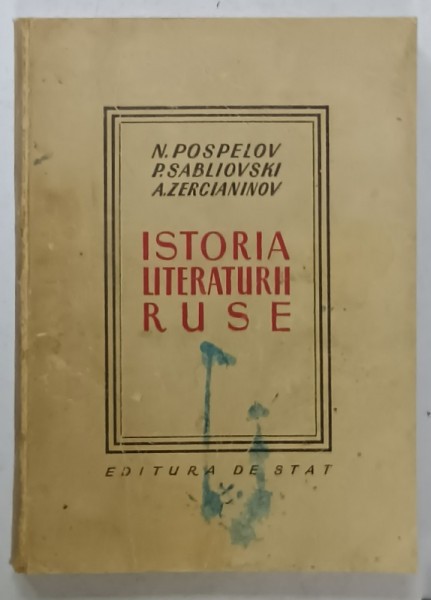 N. POSPELOV
P. SABLIOVSKI
A. ZERCIANINOV
ISTORIA
LITERATURII
RUSE
EDITURA DE STAT